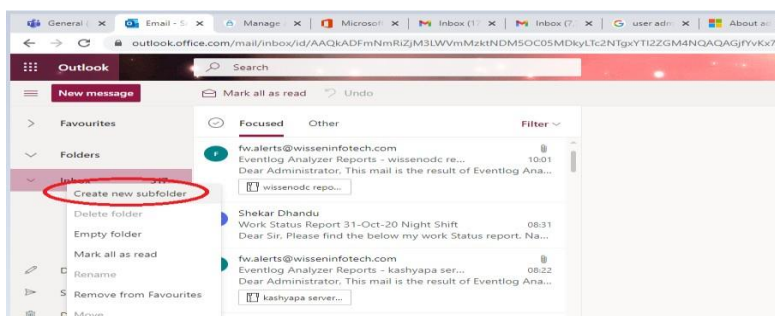 General
Email - S
Manage
Microsoft
Inbox (1
Inbox (7,
user adm
About ac
outlook.office.com/mail/inbox/id/AAQkADFmNmRiZjM3LWVmMzktNDM5OC05MDkyLTc2NTgxYTI2ZGM4NQAQAGJfYvKx7
Outlook
Search
New message
Mark all as read
Undo
Favourites
Focused
Other
Filter
Folders
fw.alerts@wisseninfotech.com
Eventlog Analyzer Reports - wissenodc re...
10:01
Dear Administrator, This mail is the result of Eventlog Ana...
wissenodc repo...
Inbox
317
Create new subfolder
Delete folder
Empty folder
Mark all as read
Rename
Remove from Favourites
Move
Shekar Dhandu
Work Status Report 31-Oct-20 Night Shift
08:31
Dear Sir, Please find the below my work Status report. Na...
fw.alerts@wisseninfotech.com
Eventlog Analyzer Reports - kashyapa ser...
08:22
Dear Administrator, This mail is the result of Eventlog Ana...
kashyapa server...